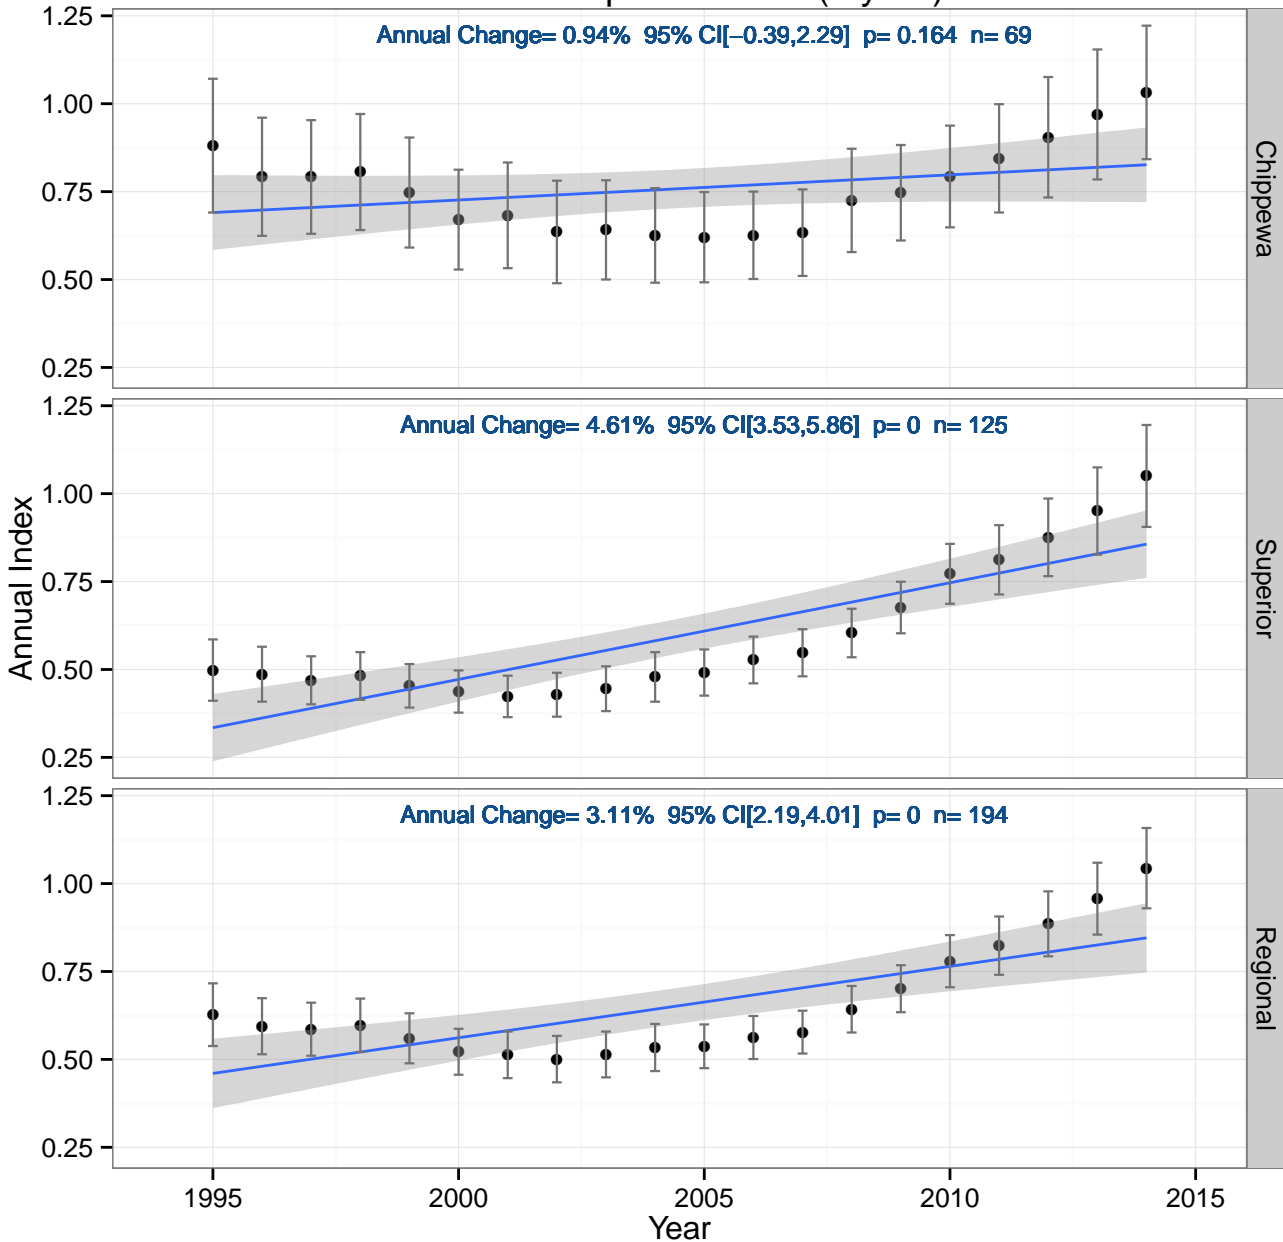 1.25
Annual Change= 0.94% 95% CI[−0.39,2.29] p= 0.164 n= 69
1.00
0.75
0.50
0.25
Chippewa
1.25
Annual Change= 4.61% 95% CI[3.53,5.86] p= 0 n= 125
1.00
0.75
0.50
0.25
Superior
Annual Index
1.25
Annual Change= 3.11% 95% CI[2.19,4.01] p= 0 n= 194
1.00
0.75
0.50
0.25
Regional
1995 2000 2005 2010 2015
Year